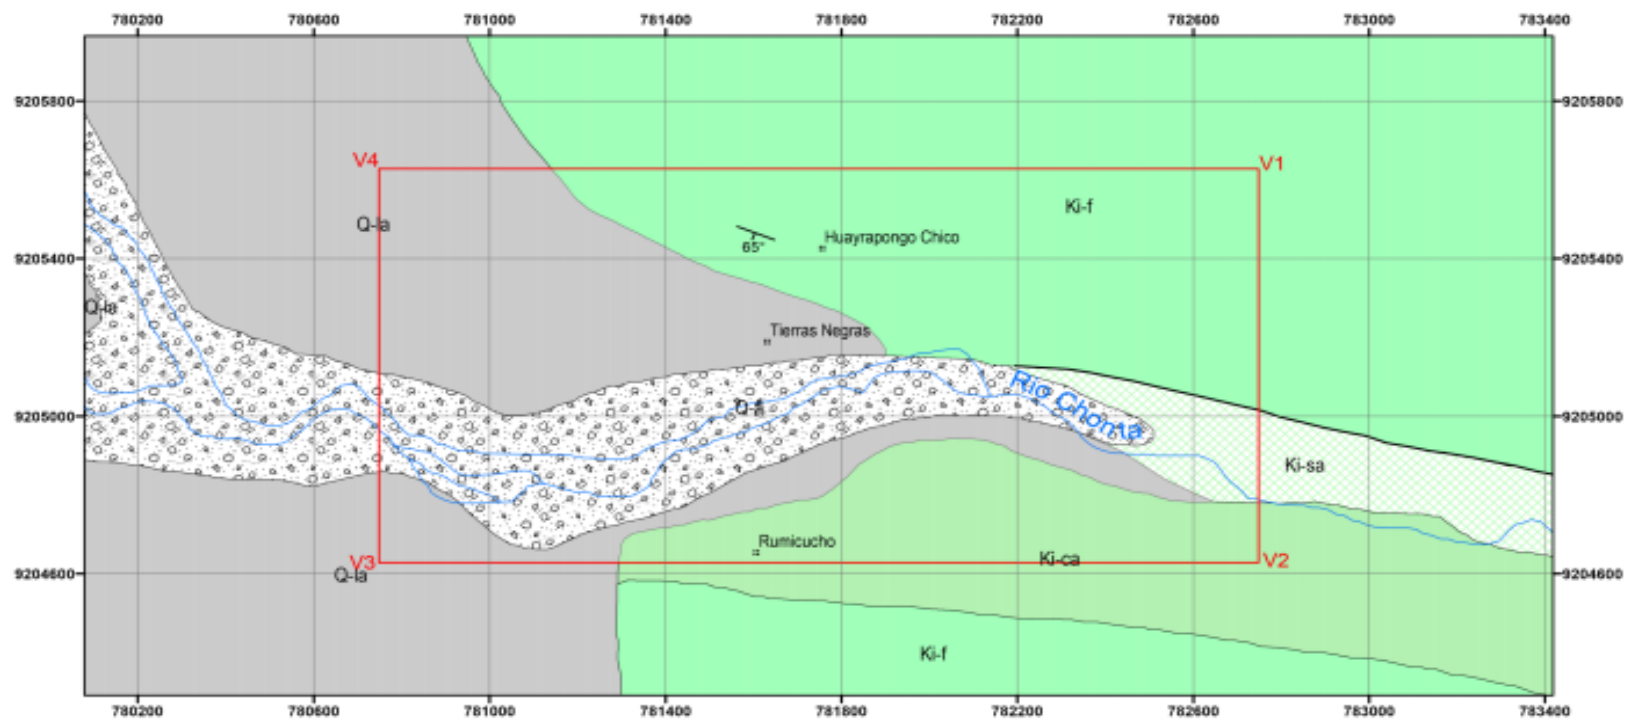 780200 780600 781000 781400 781800 782200 782600 783000 783400
9205800 9205800
V4 V1
Ki-f
Q-la
Huayrapongo Chico
65°
9205400 9205400
Q-la
Tierras Negras
Rio Chonta
Q-fl
9205000 9205000
Ki-sa
Rumicucho
Ki-ca
V3 V2
Q-la
9204600 9204600
Ki-f
780200 780600 781000 781400 781800 782200 782600 783000 783400